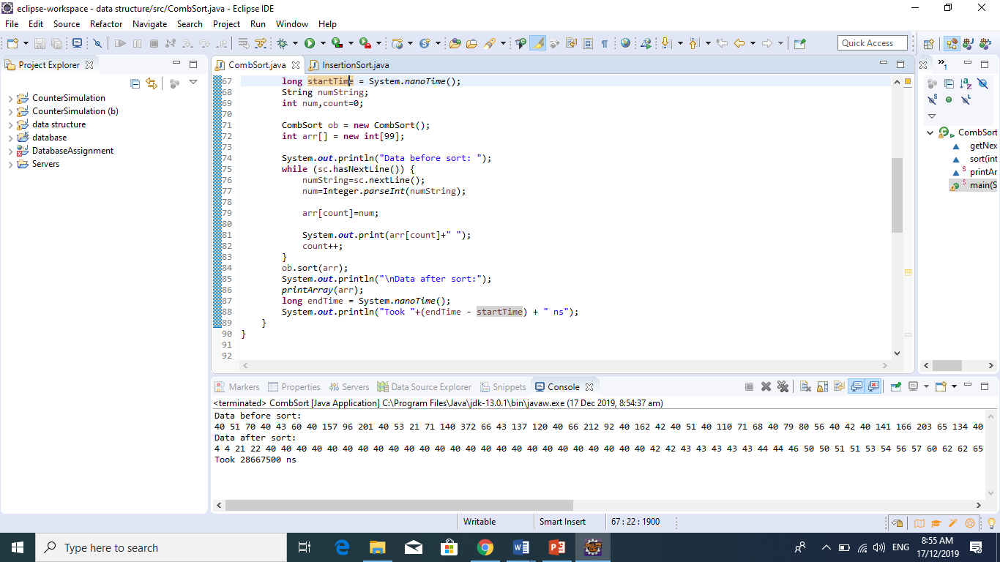 eclipse-workspace - data structure/src/CombSort.java - Eclipse IDE
File Edit Source Refactor Navigate Search Project Run Window Help
Quick Access
Project Explorer
CounterSimulation
CounterSimulation (b)
data structure
database
DatabaseAssignment
Servers
CombSort.java InsertionSort.java
67 long startTime = System.nanoTime();
68 String numString;
69 int num,count=0;
70
71 CombSort ob = new CombSort();
72 int arr[] = new int[99];
73
74 System.out.println("Data before sort: ");
75 while (sc.hasNextLine()) {
76 numString=sc.nextLine();
77 num=Integer.parseInt(numString);
78
79 arr[count]=num;
80
81 System.out.print(arr[count]+" ");
82 count++;
83 }
84 ob.sort(arr);
85 System.out.println("\nData after sort:");
86 printArray(arr);
87 long endTime = System.nanoTime();
88 System.out.println("Took "+(endTime - startTime) + " ns");
89 }
90 }
91
92
»1
CombSort
getNex
sort(int
S printAr
S main(S
Markers Properties Servers Data Source Explorer Snippets Console
<terminated> CombSort [Java Application] C:\Program Files\Java\jdk-13.0.1\bin\javaw.exe (17 Dec 2019, 8:54:37 am)
Data before sort:
40 51 70 40 43 60 40 157 96 201 40 53 21 71 140 372 66 43 137 120 40 66 212 92 40 162 42 40 51 40 110 71 68 40 79 80 56 40 42 40 141 166 203 65 134 40
Data after sort:
4 4 21 22 40 40 40 40 40 40 40 40 40 40 40 40 40 40 40 40 40 40 40 40 40 40 40 40 42 42 43 43 43 43 43 44 44 46 50 50 51 51 53 54 56 57 60 62 62 65
Took 28667500 ns
Writable Smart Insert 67 : 22 : 1900
Type here to search
ENG
8:55 AM
17/12/2019